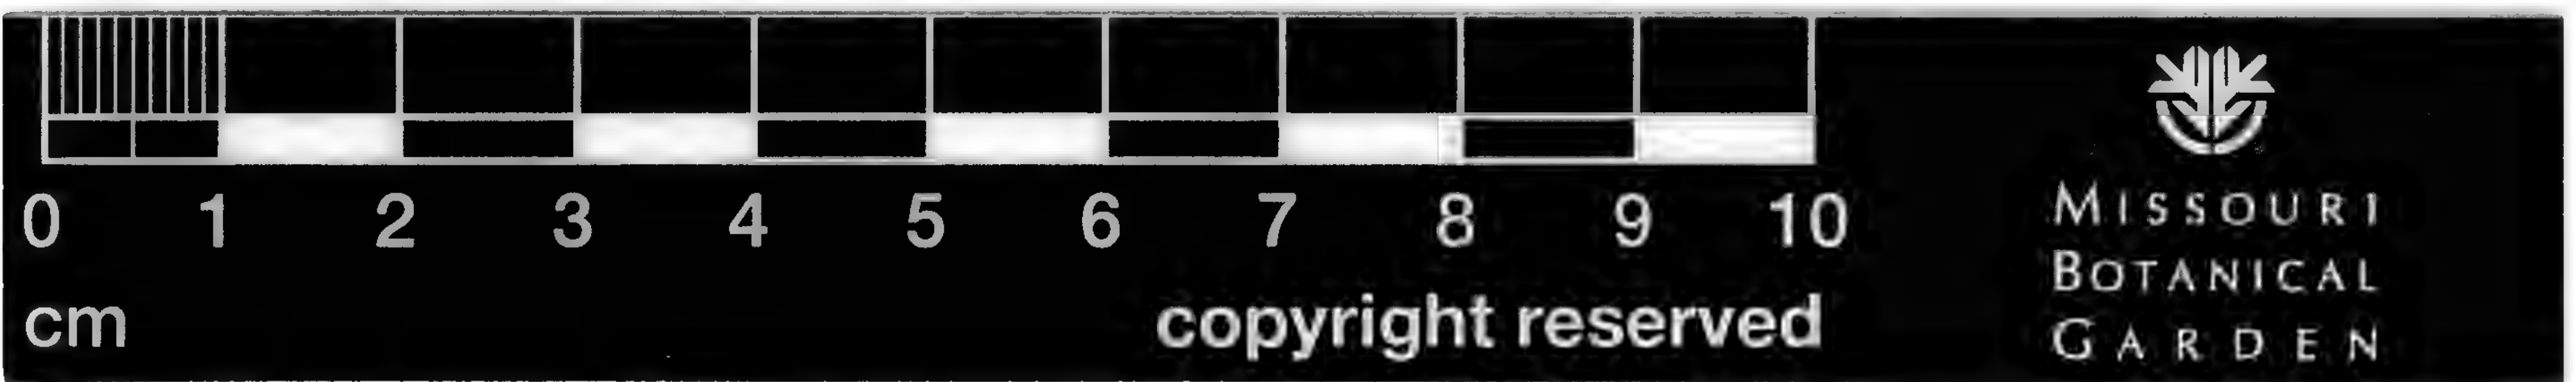 0 1 2 3 4 5 6 7 8 9 10
cm
copyright reserved
MISSOURI
BOTANICAL
GARDEN